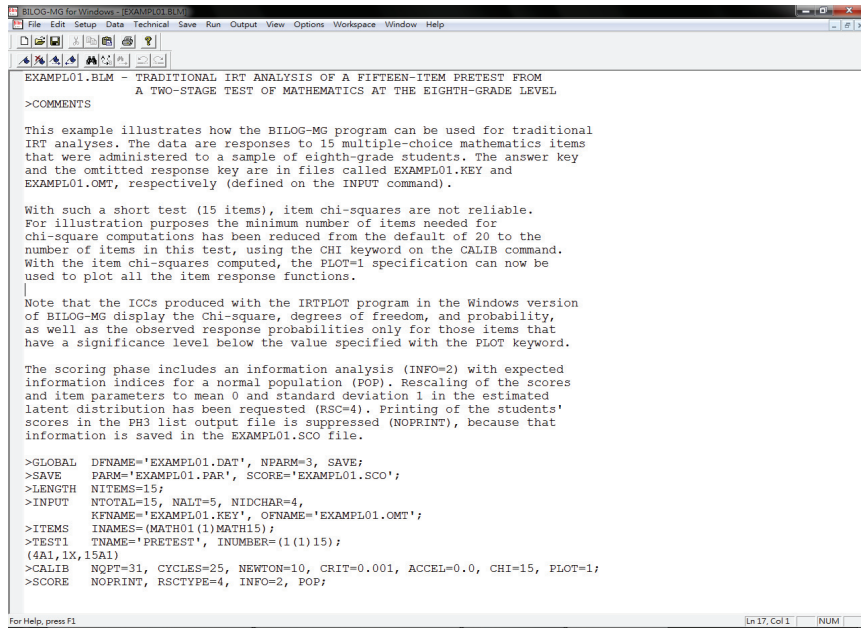 BILOG-MG for Windows - [EXAMPL01.BLM]
File Edit Setup Data Technical Save Run Output View Options Workspace Window Help
EXAMPL01.BLM - TRADITIONAL IRT ANALYSIS OF A FIFTEEN-ITEM PRETEST FROM
A TWO-STAGE TEST OF MATHEMATICS AT THE EIGHTH-GRADE LEVEL
>COMMENTS
This example illustrates how the BILOG-MG program can be used for traditional
IRT analyses. The data are responses to 15 multiple-choice mathematics items
that were administered to a sample of eighth-grade students. The answer key
and the omtitted response key are in files called EXAMPL01.KEY and
EXAMPL01.OMT, respectively (defined on the INPUT command).
With such a short test (15 items), item chi-squares are not reliable.
For illustration purposes the minimum number of items needed for
chi-square computations has been reduced from the default of 20 to the
number of items in this test, using the CHI keyword on the CALIB command.
With the item chi-squares computed, the PLOT=1 specification can now be
used to plot all the item response functions.
Note that the ICCs produced with the IRTPLOT program in the Windows version
of BILOG-MG display the Chi-square, degrees of freedom, and probability,
as well as the observed response probabilities only for those items that
have a significance level below the value specified with the PLOT keyword.
The scoring phase includes an information analysis (INFO=2) with expected
information indices for a normal population (POP). Rescaling of the scores
and item parameters to mean 0 and standard deviation 1 in the estimated
latent distribution has been requested (RSC=4). Printing of the students'
scores in the PH3 list output file is suppressed (NOPRINT), because that
information is saved in the EXAMPL01.SCO file.
>GLOBAL DFNAME='EXAMPL01.DAT', NPARM=3, SAVE;
>SAVE PARM='EXAMPL01.PAR', SCORE='EXAMPL01.SCO';
>LENGTH NITEMS=15;
>INPUT NTOTAL=15, NALT=5, NIDCHAR=4,
KFNAME='EXAMPL01.KEY', OFNAME='EXAMPL01.OMT';
>ITEMS INAMES=(MATH01(1)MATH15);
>TEST1 TNAME='PRETEST', INUMBER=(1(1)15);
(4A1,1X,15A1)
>CALIB NQPT=31, CYCLES=25, NEWTON=10, CRIT=0.001, ACCEL=0.0, CHI=15, PLOT=1;
>SCORE NOPRINT, RSCTYPE=4, INFO=2, POP;
For Help, press F1
Ln 17, Col 1 NUM